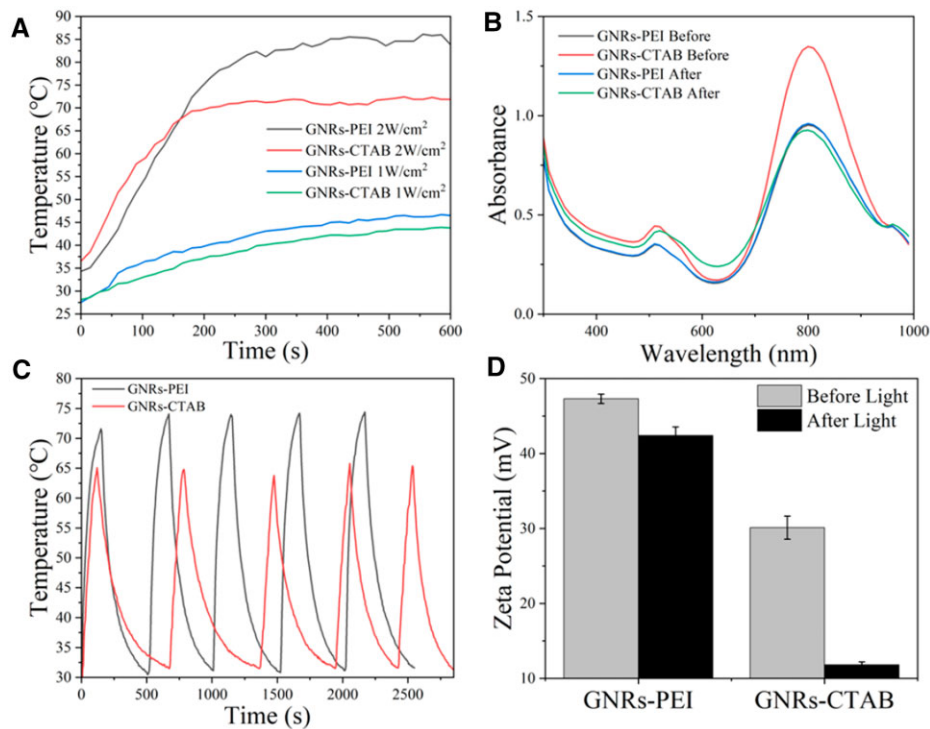 A
Temperature (°C)
90
85
80
75
70
65
60
55
50
45
40
35
30
25
GNRs-PEI 2W/cm²
GNRs-CTAB 2W/cm²
GNRs-PEI 1W/cm²
GNRs-CTAB 1W/cm²
0 100 200 300 400 500 600
Time (s)
B
Absorbance
1.5
1.0
0.5
0.0
GNRs-PEI Before
GNRs-CTAB Before
GNRs-PEI After
GNRs-CTAB After
400 600 800 1000
Wavelength (nm)
C
Temperature (°C)
80
75
70
65
60
55
50
45
40
35
30
GNRs-PEI
GNRs-CTAB
0 500 1000 1500 2000 2500
Time (s)
D
Zeta Potential (mV)
50
40
30
20
10
Before Light
After Light
GNRs-PEI GNRs-CTAB